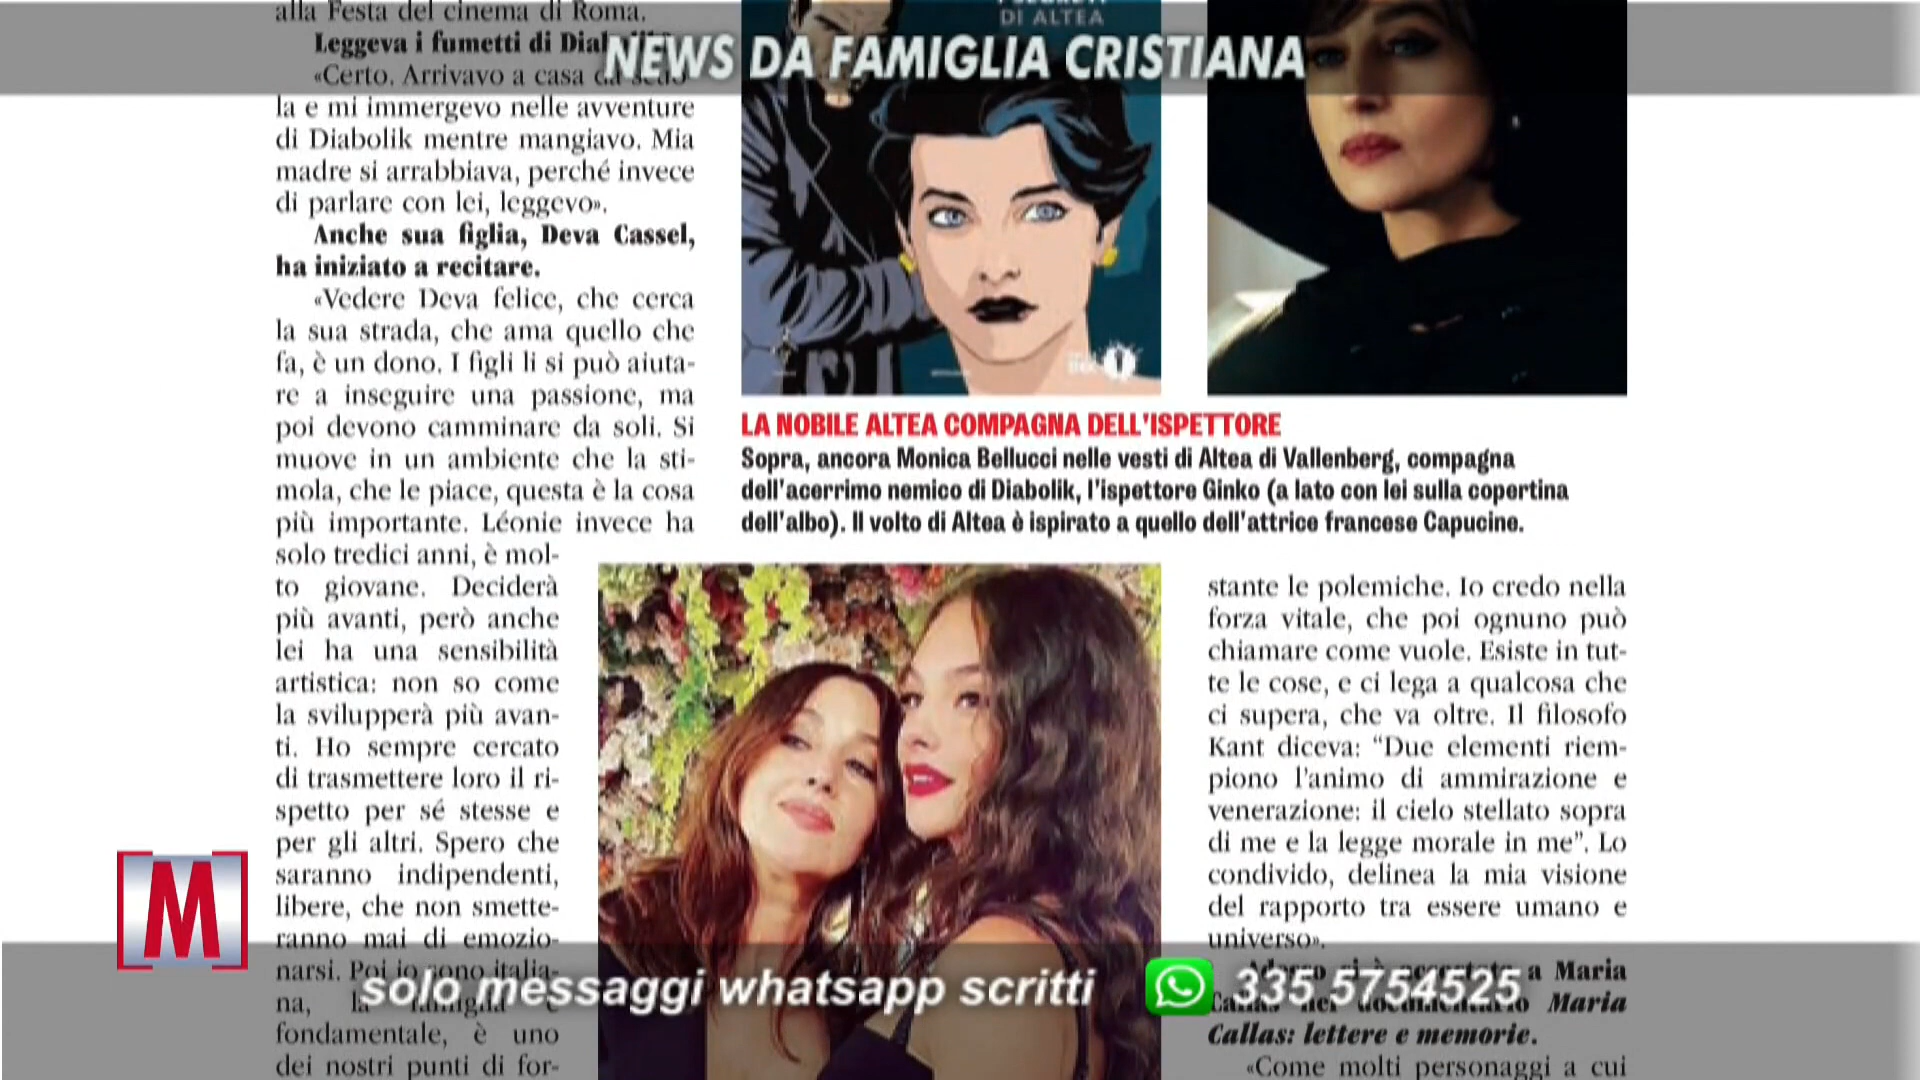 alla Festa del cinema di Roma.
Leggeva i fumetti di
«Certo. Arrivavo a casa da scuo-
la e mi immergevo nelle avventure
di Diabolik mentre mangiavo. Mia
madre si arrabbiava, perché invece
di parlare con lei, leggevo».
Anche sua figlia, Deva Cassel,
ha iniziato a recitare.
«Vedere Deva felice, che cerca
la sua strada, che ama quello che
fa, è un dono. I figli li si può aiuta-
re a inseguire una passione, ma
poi devono camminare da soli. Si
muove in un ambiente che la sti-
mola, che le piace, questa è la cosa
più importante. Léonie invece ha
solo tredici anni, è mol-
to giovane. Deciderà
più avanti, però anche
lei ha una sensibilità
artistica: non so come
la svilupperà più avan-
ti. Ho sempre cercato
di trasmettere loro il ri-
spetto per sé stesse e
per gli altri. Spero che
saranno indipendenti,
libere, che non smette-
ranno mai di emozio-
narsi. Poi io sono italia-
na, la famiglia è
fondamentale, è uno
dei nostri punti di for-
DI ALTEA
NEWS DA FAMIGLIA CRISTIANA
LA NOBILE ALTEA COMPAGNA DELL'ISPETTORE
Sopra, ancora Monica Bellucci nelle vesti di Altea di Vallenberg, compagna
dell'acerrimo nemico di Diabolik, l'ispettore Ginko (a lato con lei sulla copertina
dell'albo). Il volto di Altea è ispirato a quello dell'attrice francese Capucine.
stante le polemiche. Io credo nella
forza vitale, che poi ognuno può
chiamare come vuole. Esiste in tut-
te le cose, e ci lega a qualcosa che
ci supera, che va oltre. Il filosofo
Kant diceva: “Due elementi riem-
piono l'animo di ammirazione e
venerazione: il cielo stellato sopra
di me e la legge morale in me”. Lo
condivido, delinea la mia visione
del rapporto tra essere umano e
universo».
a Maria
Callas nel documentario Maria
Callas: lettere e memorie.
«Come molti personaggi a cui
M
solo messaggi whatsapp scritti
335 5754525